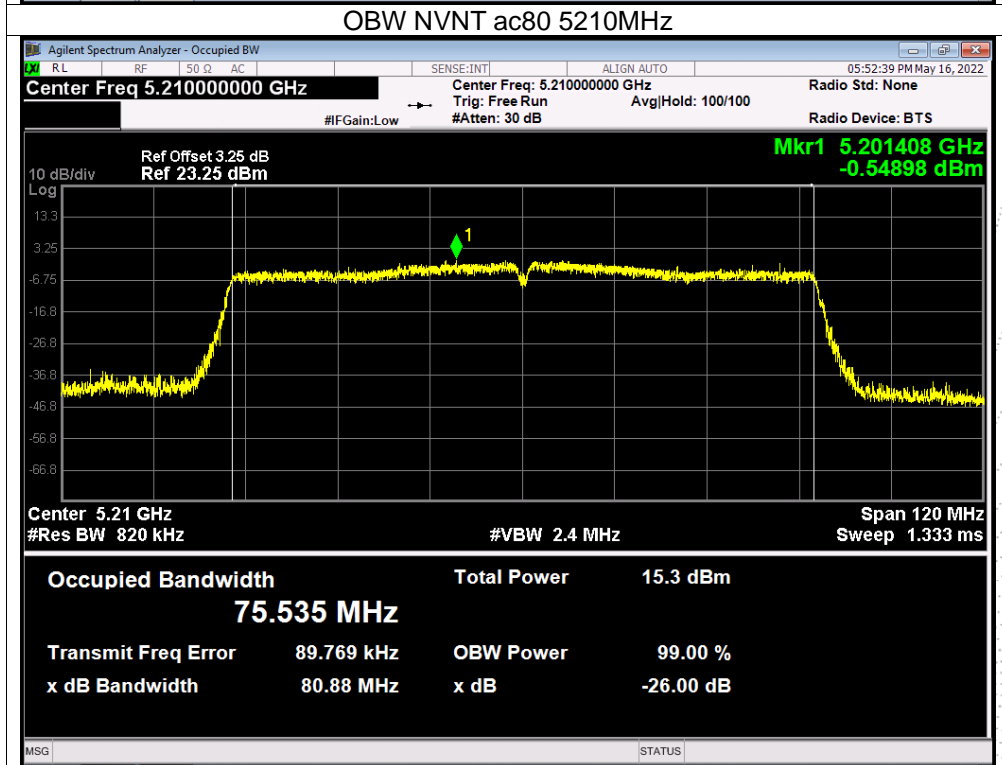 OBW NVNT ac80 5210MHz
Agilent Spectrum Analyzer - Occupied BW
LXI RL RF 50 Ω AC SENSE:INT ALIGN AUTO 05:52:39 PM May 16, 2022
Center Freq 5.210000000 GHz Center Freq: 5.210000000 GHz Radio Std: None
Trig: Free Run Avg|Hold: 100/100
#IFGain:Low #Atten: 30 dB Radio Device: BTS
Mkr1 5.201408 GHz
-0.54898 dBm
Ref Offset 3.25 dB
10 dB/div Ref 23.25 dBm
Log
13.3
1
3.25
-6.75
-16.8
-26.8
-36.8
-46.8
-56.8
-66.8
Center 5.21 GHz Span 120 MHz
#Res BW 820 kHz #VBW 2.4 MHz Sweep 1.333 ms
Occupied Bandwidth Total Power 15.3 dBm
75.535 MHz
Transmit Freq Error 89.769 kHz OBW Power 99.00 %
x dB Bandwidth 80.88 MHz x dB -26.00 dB
MSG STATUS